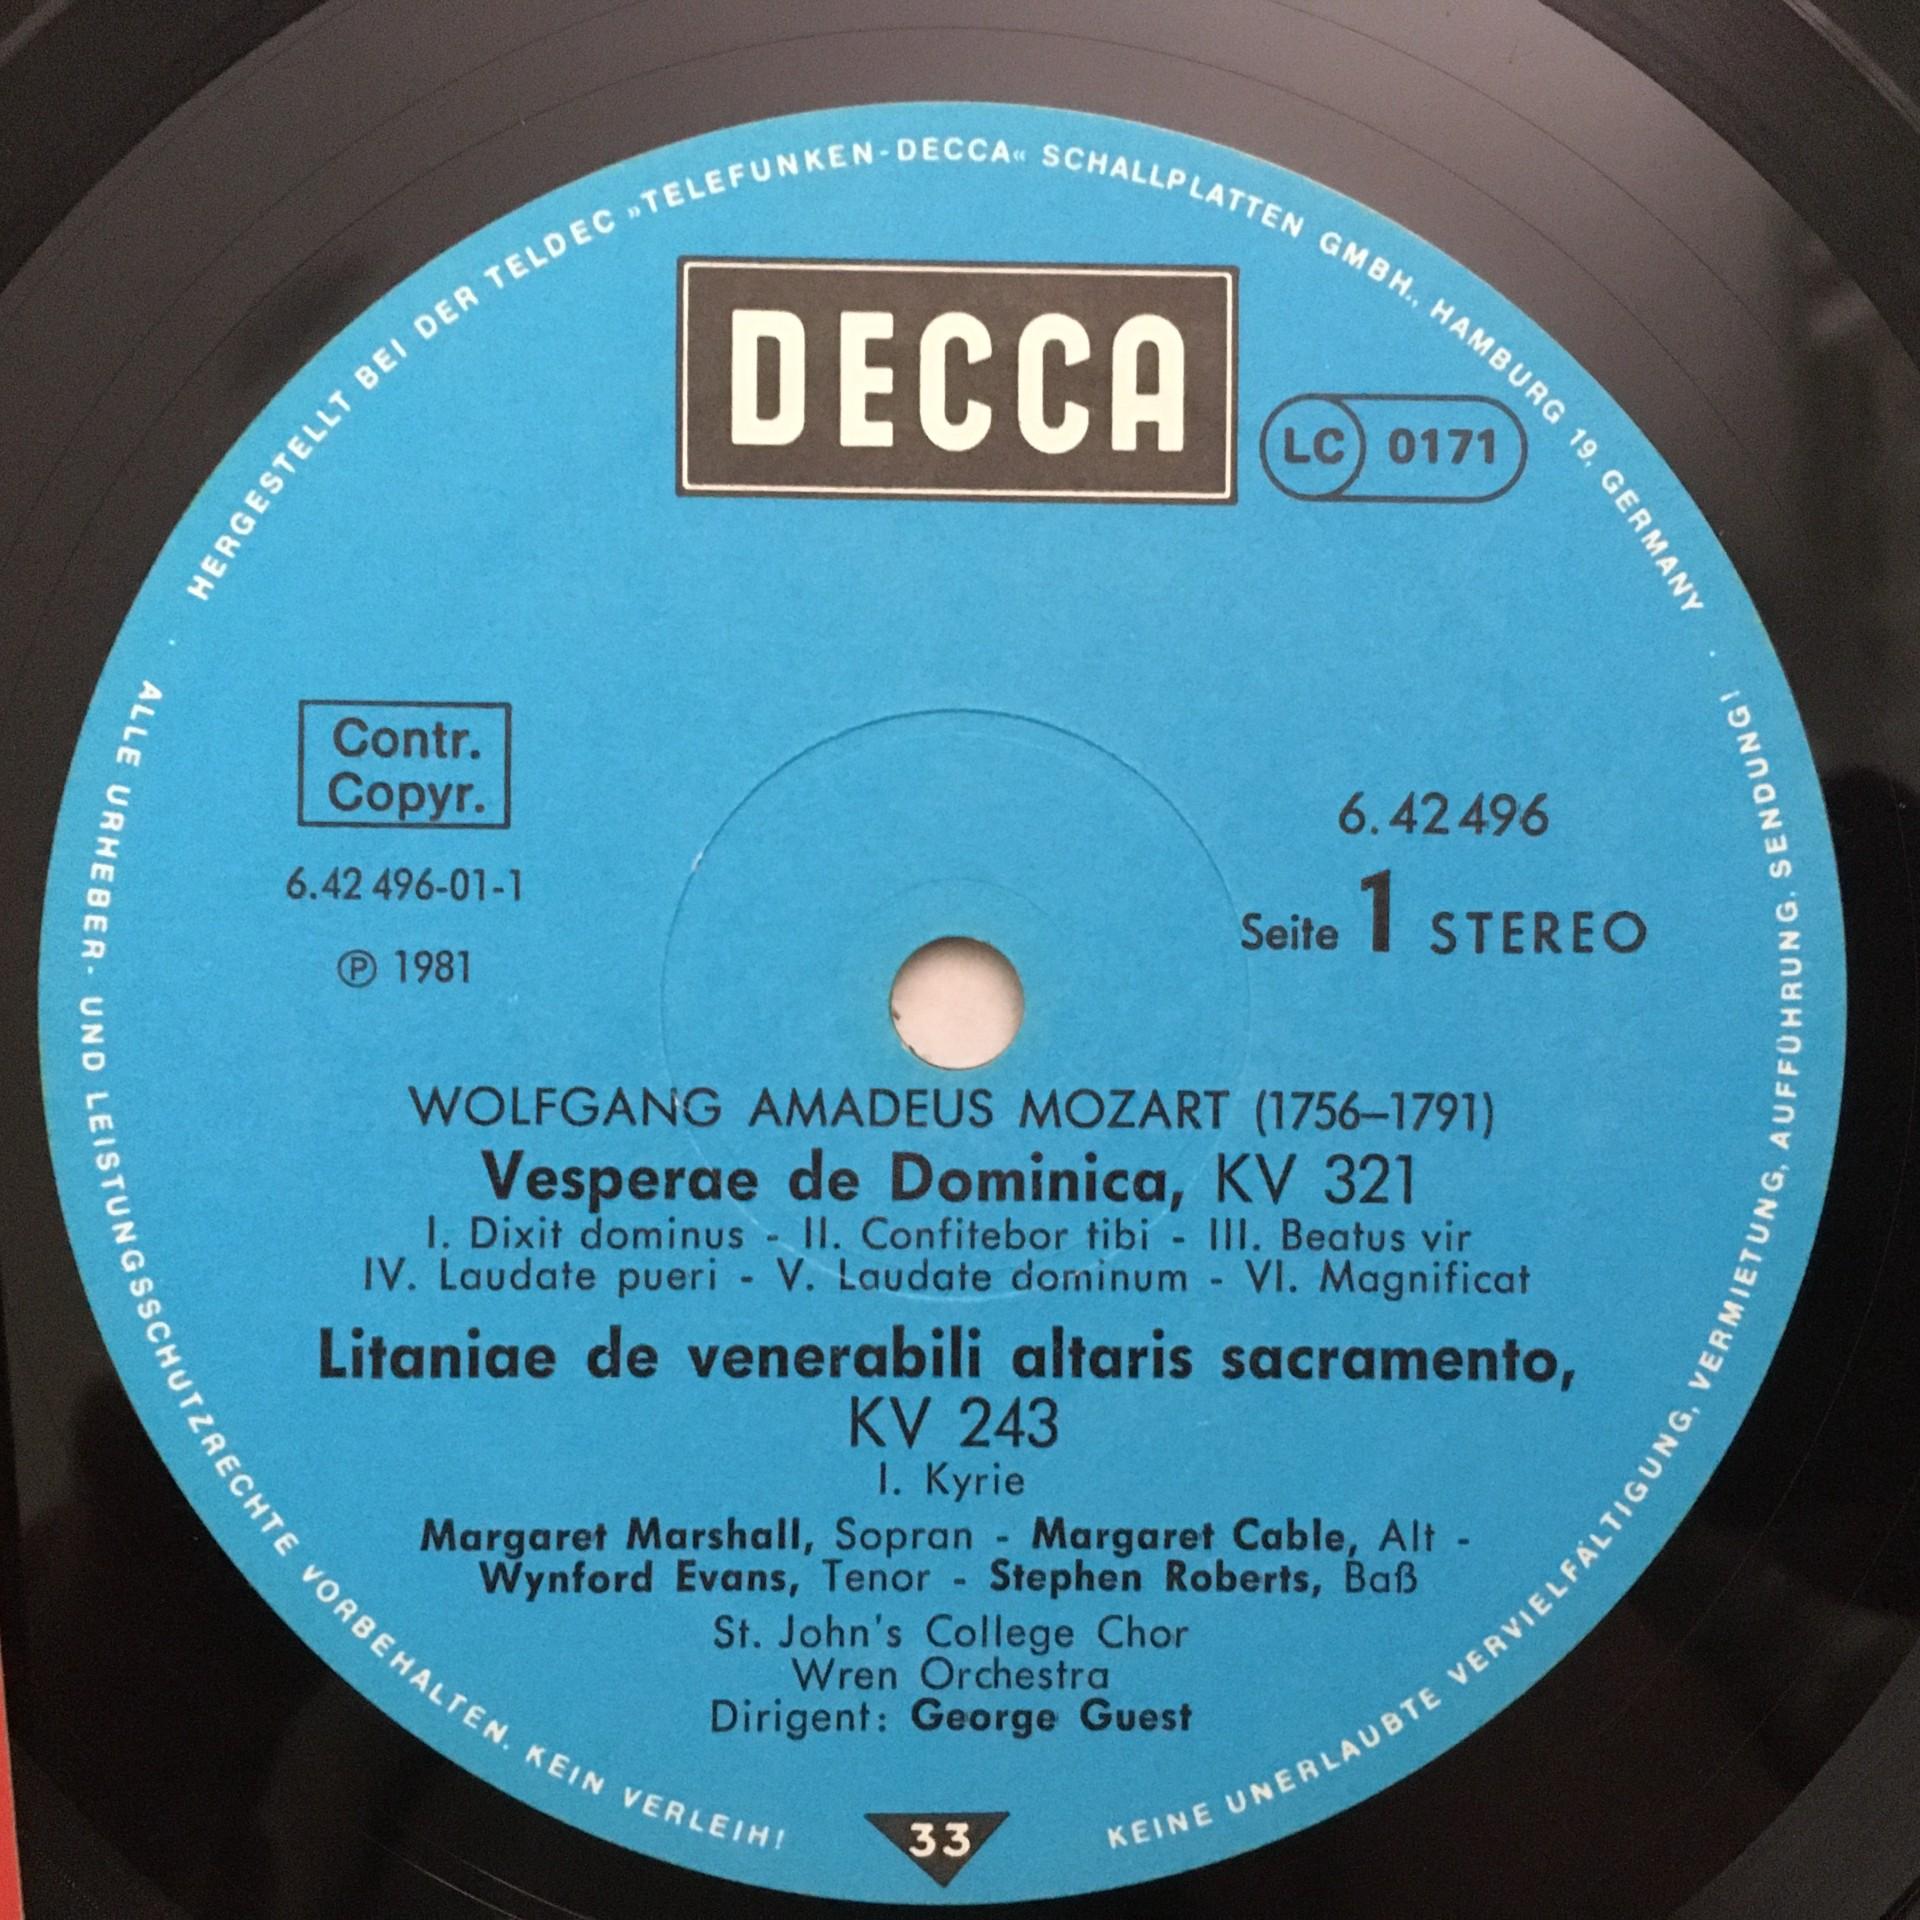 HERGESTELLT BEI DER TELDEC »TELEFUNKEN-DECCA« SCHALLPLATTEN GMBH., HAMBURG 19, GERMANY ·
DECCA
LC 0171
Contr.
Copyr.
6.42 496-01-1
Ⓟ 1981
6.42496
Seite 1 STEREO
WOLFGANG AMADEUS MOZART (1756–1791)
Vesperae de Dominica, KV 321
I. Dixit dominus - II. Confitebor tibi - III. Beatus vir
IV. Laudate pueri - V. Laudate dominum - VI. Magnificat
Litaniae de venerabili altaris sacramento,
KV 243
I. Kyrie
Margaret Marshall, Sopran - Margaret Cable, Alt -
Wynford Evans, Tenor - Stephen Roberts, Baß
St. John's College Chor
Wren Orchestra
Dirigent: George Guest
33
· ALLE URHEBER- UND LEISTUNGSSCHUTZRECHTE VORBEHALTEN. KEIN VERLEIH!
KEINE UNERLAUBTE VERVIELFÄLTIGUNG, VERMIETUNG, AUFFÜHRUNG, SENDUNG!